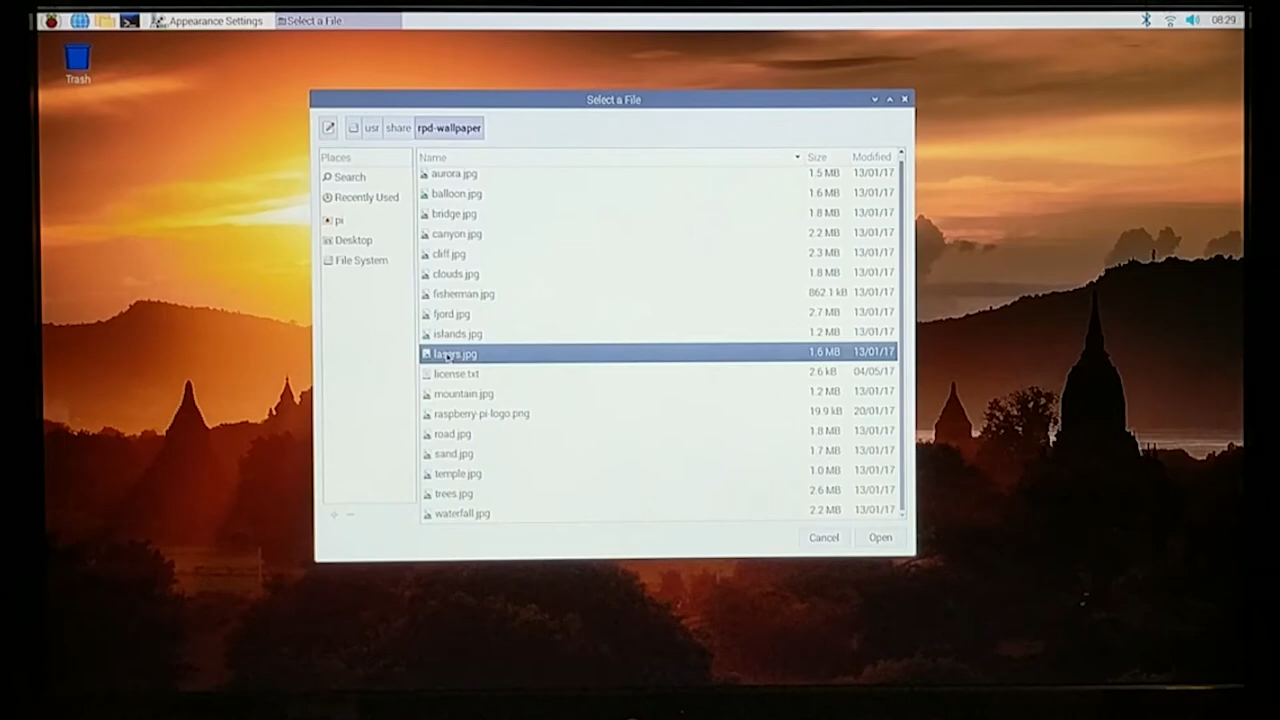 Appearance Settings Select a File 08:29
Trash
Select a File
usr share rpd-wallpaper
Places Name Size Modified
Search aurora.jpg 1.5 MB 13/01/17
Recently Used balloon.jpg 1.6 MB 13/01/17
pi bridge.jpg 1.8 MB 13/01/17
Desktop canyon.jpg 2.2 MB 13/01/17
File System cliff.jpg 2.3 MB 13/01/17
clouds.jpg 1.8 MB 13/01/17
fisherman.jpg 862.1 kB 13/01/17
fjord.jpg 2.7 MB 13/01/17
islands.jpg 1.2 MB 13/01/17
lasers.jpg 1.6 MB 13/01/17
license.txt 2.6 kB 04/05/17
mountain.jpg 1.2 MB 13/01/17
raspberry-pi-logo.png 19.9 kB 20/01/17
road.jpg 1.8 MB 13/01/17
sand.jpg 1.7 MB 13/01/17
temple.jpg 1.0 MB 13/01/17
trees.jpg 2.6 MB 13/01/17
waterfall.jpg 2.2 MB 13/01/17
Cancel Open